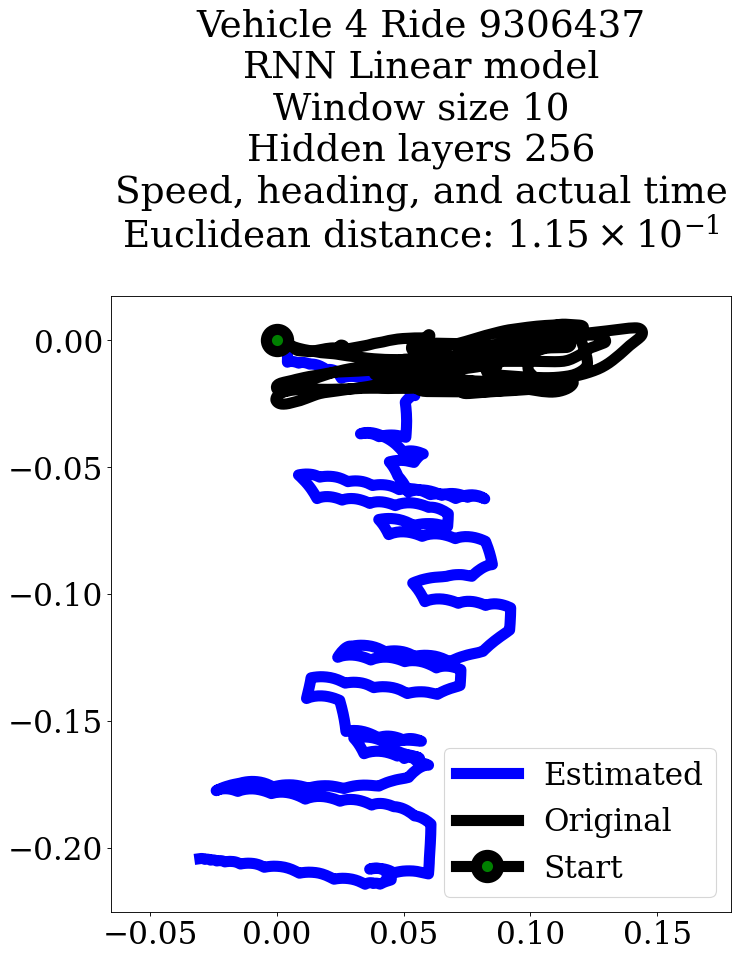 Vehicle 4 Ride 9306437
RNN Linear model
Window size 10
Hidden layers 256
Speed, heading, and actual time
Euclidean distance: 1.15 × 10⁻¹
0.00
−0.05
−0.10
−0.15
−0.20
Estimated
Original
Start
−0.05 0.00 0.05 0.10 0.15